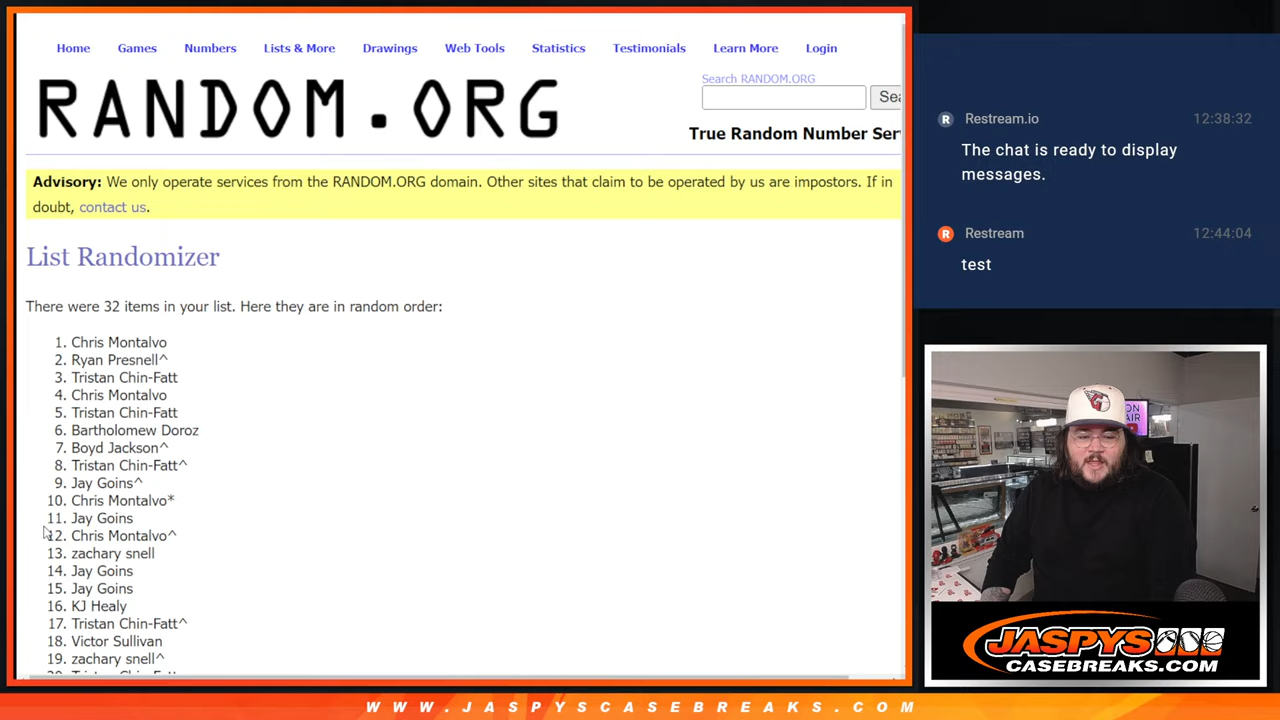 Home Games Numbers Lists & More Drawings Web Tools Statistics Testimonials Learn More Login
RANDOM.ORG
Search RANDOM.ORG
Sea
True Random Number Ser
Advisory: We only operate services from the RANDOM.ORG domain. Other sites that claim to be operated by us are impostors. If in
doubt, contact us.
List Randomizer
There were 32 items in your list. Here they are in random order:
1. Chris Montalvo
2. Ryan Presnell^
3. Tristan Chin-Fatt
4. Chris Montalvo
5. Tristan Chin-Fatt
6. Bartholomew Doroz
7. Boyd Jackson^
8. Tristan Chin-Fatt^
9. Jay Goins^
10. Chris Montalvo*
11. Jay Goins
12. Chris Montalvo^
13. zachary snell
14. Jay Goins
15. Jay Goins
16. KJ Healy
17. Tristan Chin-Fatt^
18. Victor Sullivan
19. zachary snell^
20. Tristan Chin-Fatt
R Restream.io 12:38:32
The chat is ready to display
messages.
R Restream 12:44:04
test
ON
AIR
JASPYS
CASEBREAKS.COM
WWW.JASPYSCASEBREAKS.COM